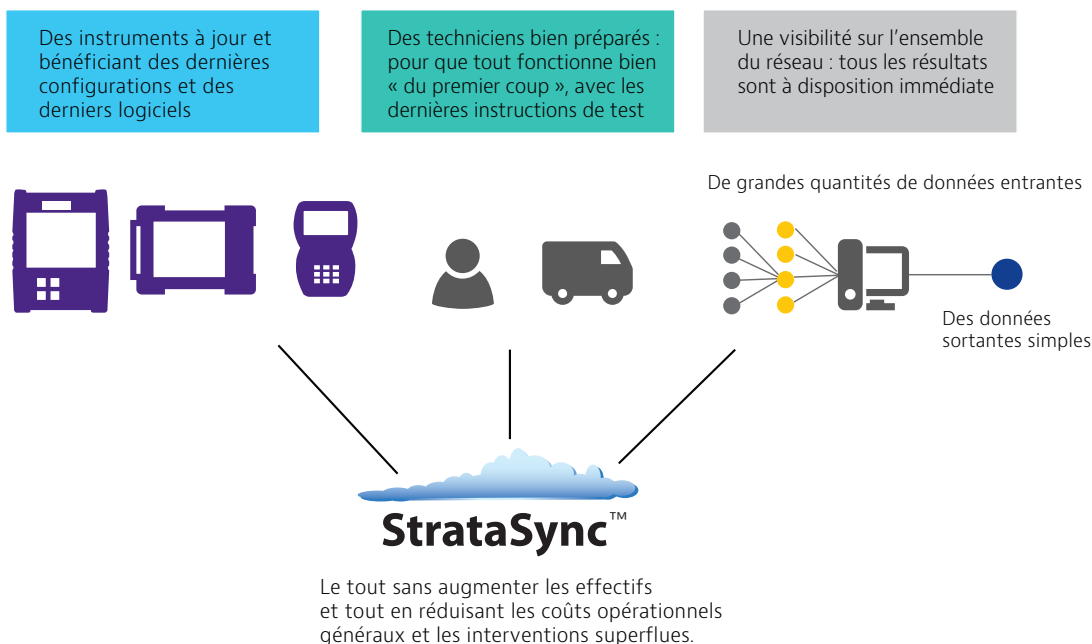 Des instruments à jour et
bénéficiant des dernières
configurations et des
derniers logiciels
Des techniciens bien préparés :
pour que tout fonctionne bien
« du premier coup », avec les
dernières instructions de test
Une visibilité sur l’ensemble
du réseau : tous les résultats
sont à disposition immédiate
De grandes quantités de données entrantes
Des données
sortantes simples
StrataSync™
Le tout sans augmenter les effectifs
et tout en réduisant les coûts opérationnels
généraux et les interventions superflues.